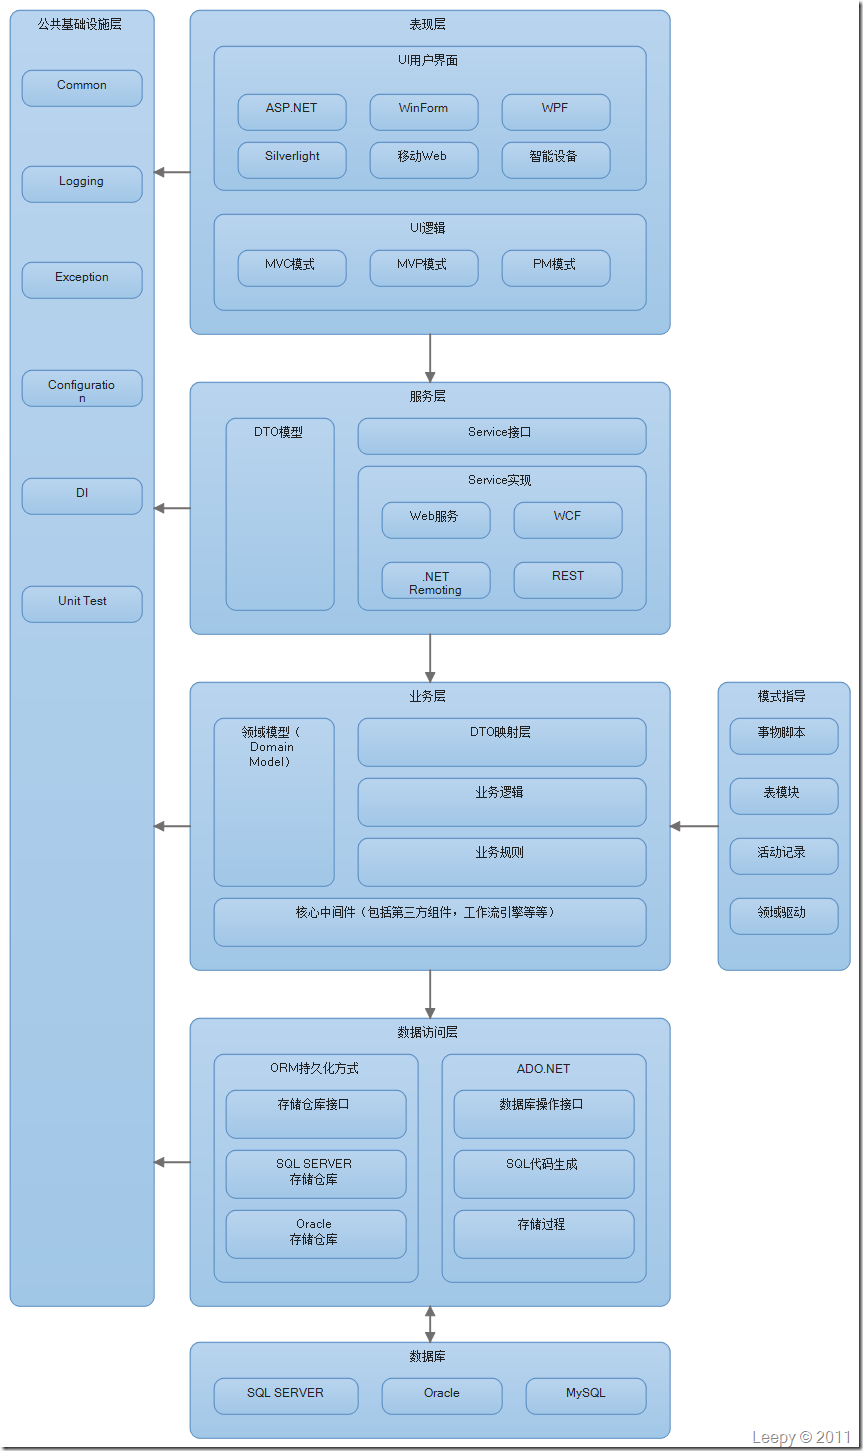 公共基础设施层
Common
Logging
Exception
Configuratio
n
DI
Unit Test
表现层
UI用户界面
ASP.NET
WinForm
WPF
Silverlight
移动Web
智能设备
UI逻辑
MVC模式
MVP模式
PM模式
服务层
DTO模型
Service接口
Service实现
Web服务
WCF
.NET
Remoting
REST
业务层
领域模型（
Domain
Model）
DTO映射层
业务逻辑
业务规则
核心中间件（包括第三方组件，工作流引擎等等）
模式指导
事物脚本
表模块
活动记录
领域驱动
数据访问层
ORM持久化方式
存储仓库接口
SQL SERVER
存储仓库
Oracle
存储仓库
ADO.NET
数据库操作接口
SQL代码生成
存储过程
数据库
SQL SERVER
Oracle
MySQL
Leepy © 2011